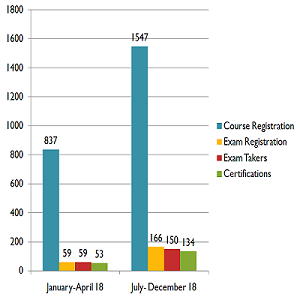 1800
1600
1400
1200
1000
800
600
400
200
0
837
59 59 53
1547
166 150 134
January-April 18
July- December 18
Course Registration
Exam Registration
Exam Takers
Certifications